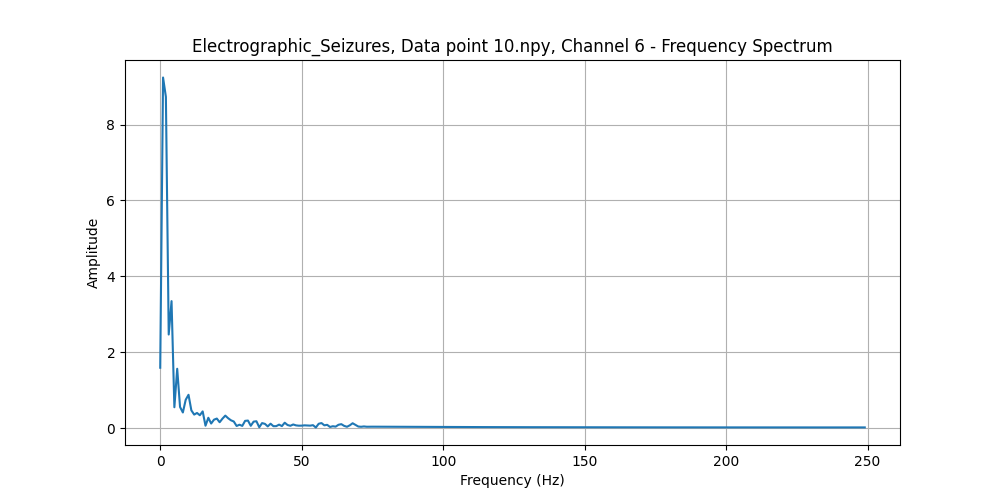 Electrographic_Seizures, Data point 10.npy, Channel 6 - Frequency Spectrum
8
6
4
2
0
Amplitude
0 50 100 150 200 250
Frequency (Hz)